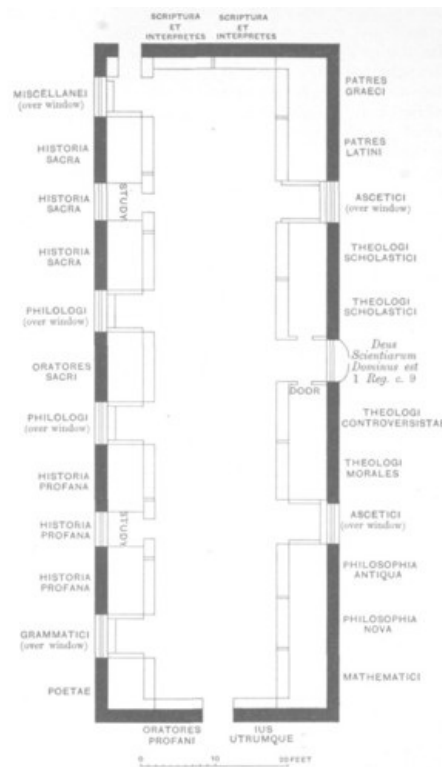 SCRIPTURA
ET
INTERPRETES
SCRIPTURA
ET
INTERPRETES
MISCELLANEI
(over window)
HISTORIA
SACRA
HISTORIA
SACRA
STUDY
HISTORIA
SACRA
PHILOLOGI
(over window)
ORATORES
SACRI
PHILOLOGI
(over window)
HISTORIA
PROFANA
HISTORIA
PROFANA
STUDY
HISTORIA
PROFANA
GRAMMATICI
(over window)
POETAE
PATRES
GRAECI
PATRES
LATINI
ASCETICI
(over window)
THEOLOGI
SCHOLASTICI
THEOLOGI
SCHOLASTICI
Deus
Scientiarum
Dominus est
1 Reg. c. 9
DOOR
THEOLOGI
CONTROVERSISTAE
THEOLOGI
MORALES
ASCETICI
(over window)
PHILOSOPHIA
ANTIQUA
PHILOSOPHIA
NOVA
MATHEMATICI
ORATORES
PROFANI
IUS
UTRUMQUE
0 10 20 FEET